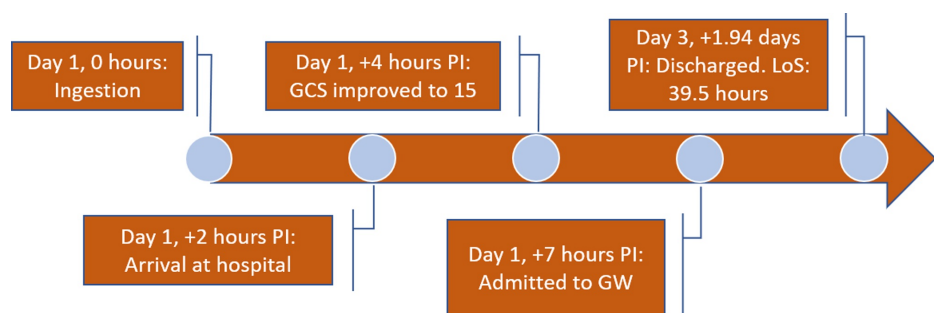 Day 1, 0 hours:
Ingestion
Day 1, +4 hours PI:
GCS improved to 15
Day 3, +1.94 days
PI: Discharged. LoS:
39.5 hours
Day 1, +2 hours PI:
Arrival at hospital
Day 1, +7 hours PI:
Admitted to GW